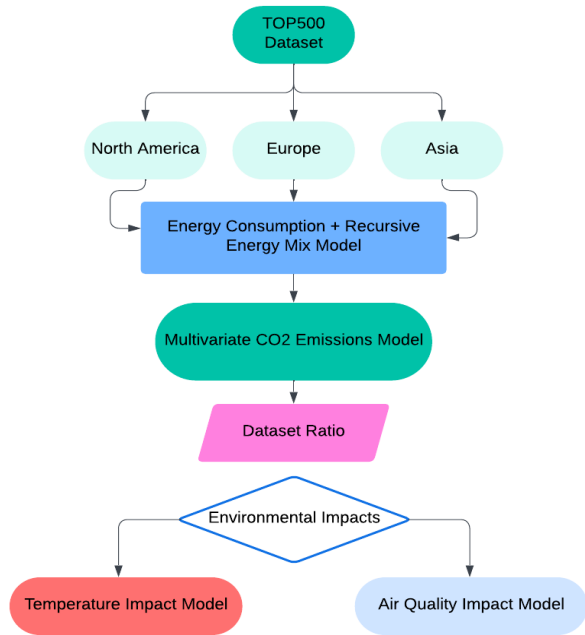 TOP500
Dataset
North America
Europe
Asia
Energy Consumption + Recursive
Energy Mix Model
Multivariate CO2 Emissions Model
Dataset Ratio
Environmental Impacts
Temperature Impact Model
Air Quality Impact Model